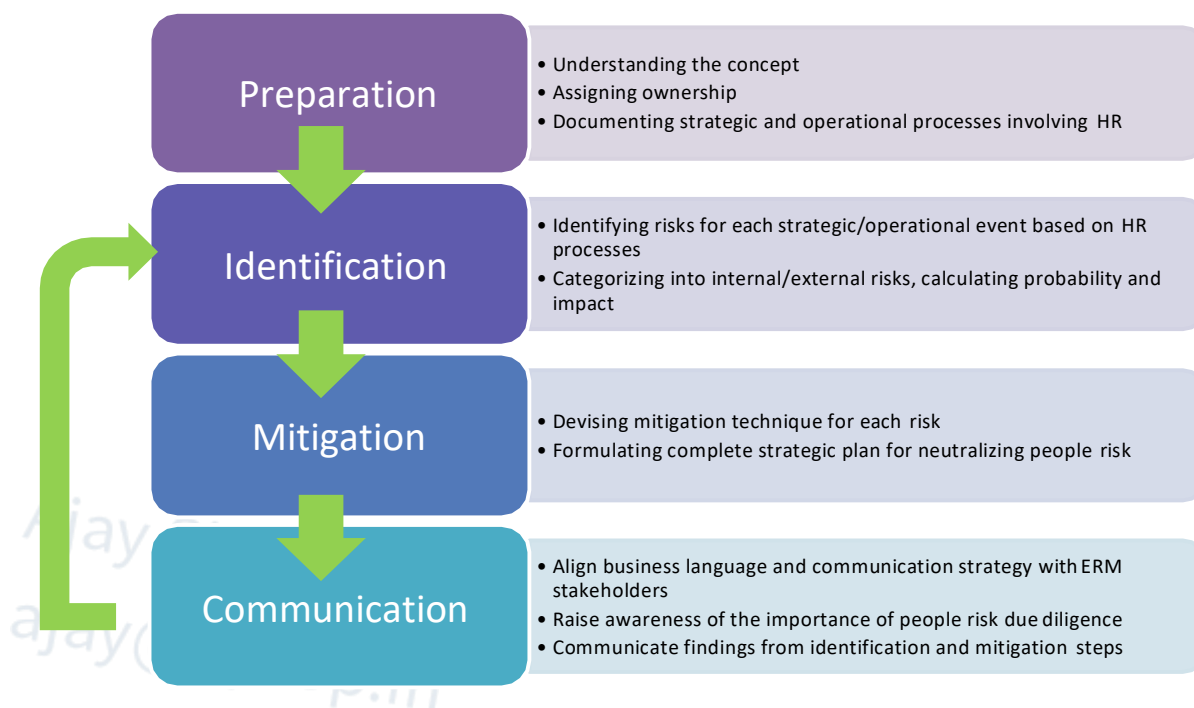 Preparation
• Understanding the concept
• Assigning ownership
• Documenting strategic and operational processes involving HR
Identification
• Identifying risks for each strategic/operational event based on HR
processes
• Categorizing into internal/external risks, calculating probability and
impact
Mitigation
• Devising mitigation technique for each risk
• Formulating complete strategic plan for neutralizing people risk
Communication
• Align business language and communication strategy with ERM
stakeholders
• Raise awareness of the importance of people risk due diligence
• Communicate findings from identification and mitigation steps
Ajay